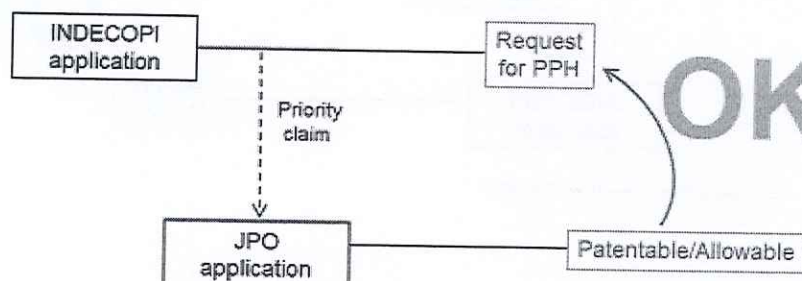 INDECOPI
application
Request
for PPH
OK
Priority
claim
JPO
application
Patentable/Allowable